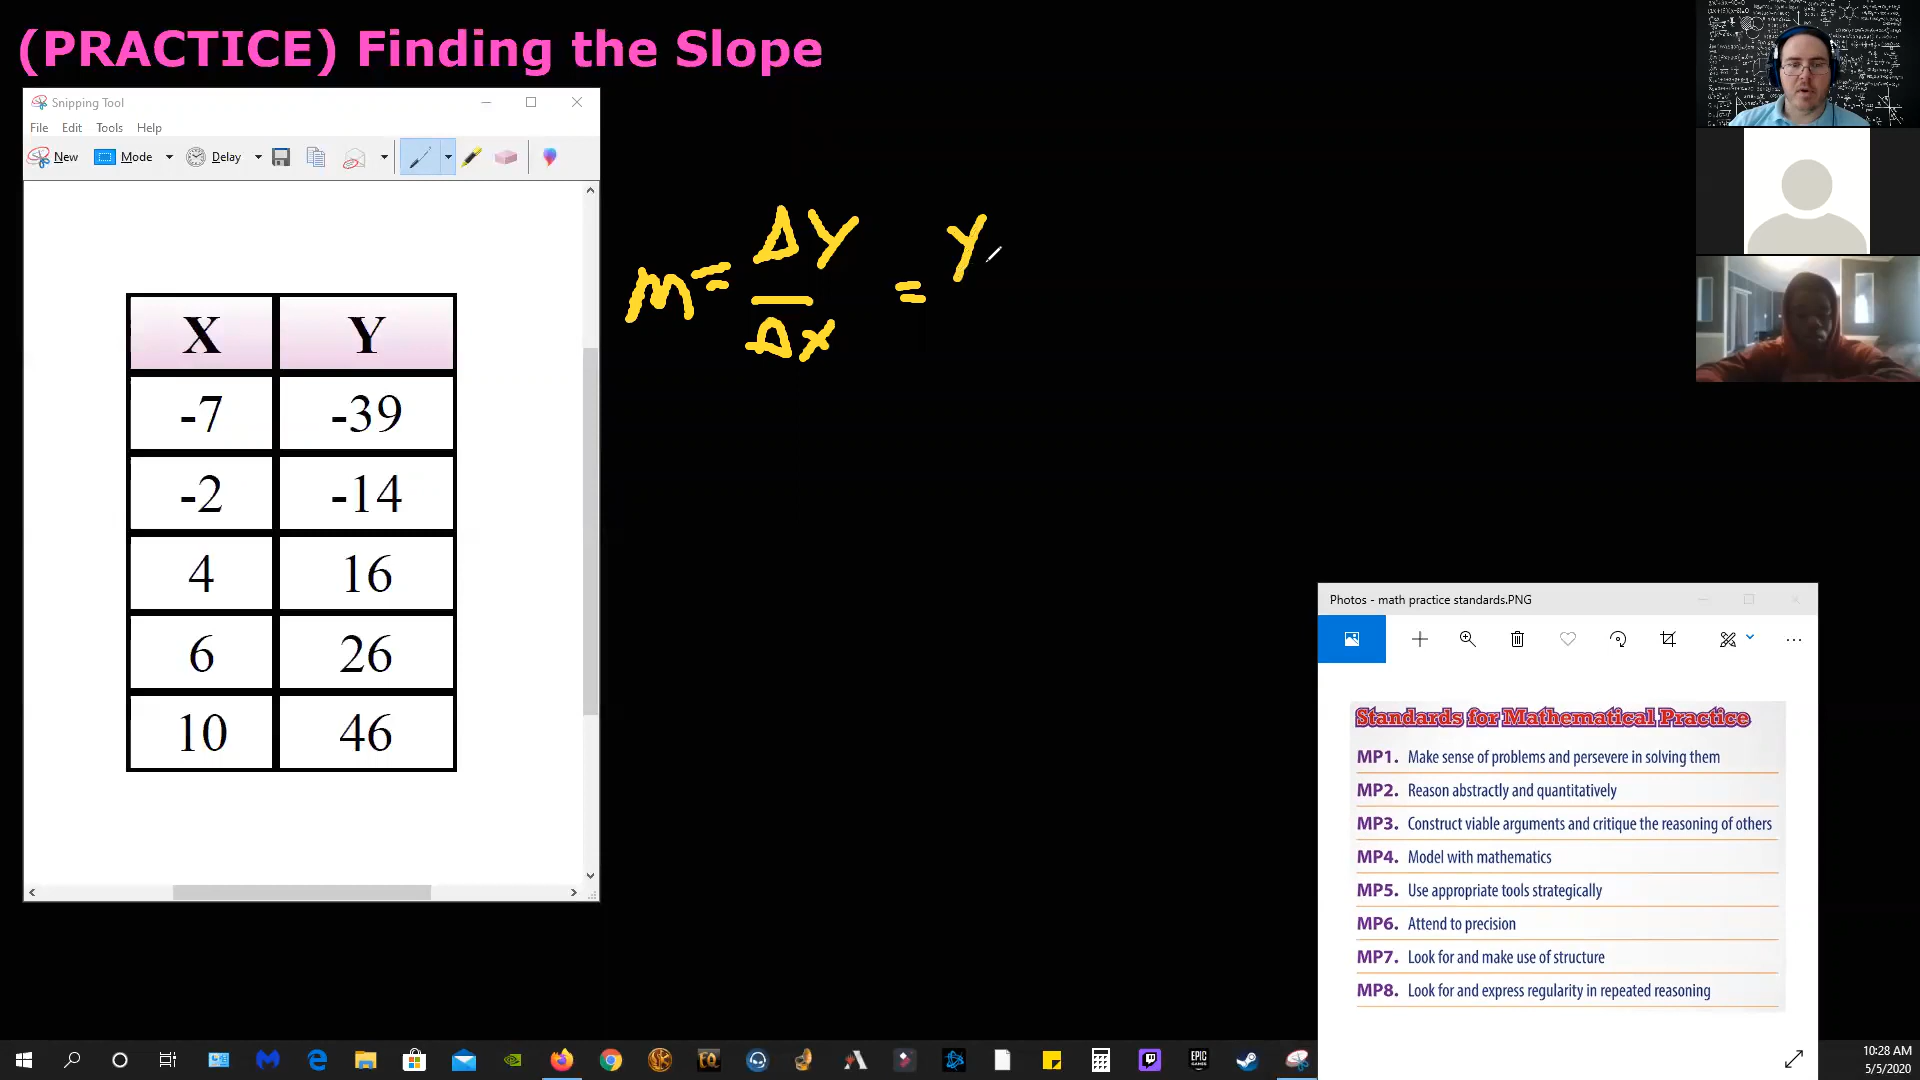 (PRACTICE) Finding the Slope
Snipping Tool
File Edit Tools Help
New Mode Delay
X Y
-7 -39
-2 -14
4 16
6 26
10 46
m = ΔY / Δx = Y
Photos - math practice standards.PNG
Standards for Mathematical Practice
MP1. Make sense of problems and persevere in solving them
MP2. Reason abstractly and quantitatively
MP3. Construct viable arguments and critique the reasoning of others
MP4. Model with mathematics
MP5. Use appropriate tools strategically
MP6. Attend to precision
MP7. Look for and make use of structure
MP8. Look for and express regularity in repeated reasoning
EQ
EPIC GAMES
10:28 AM
5/5/2020